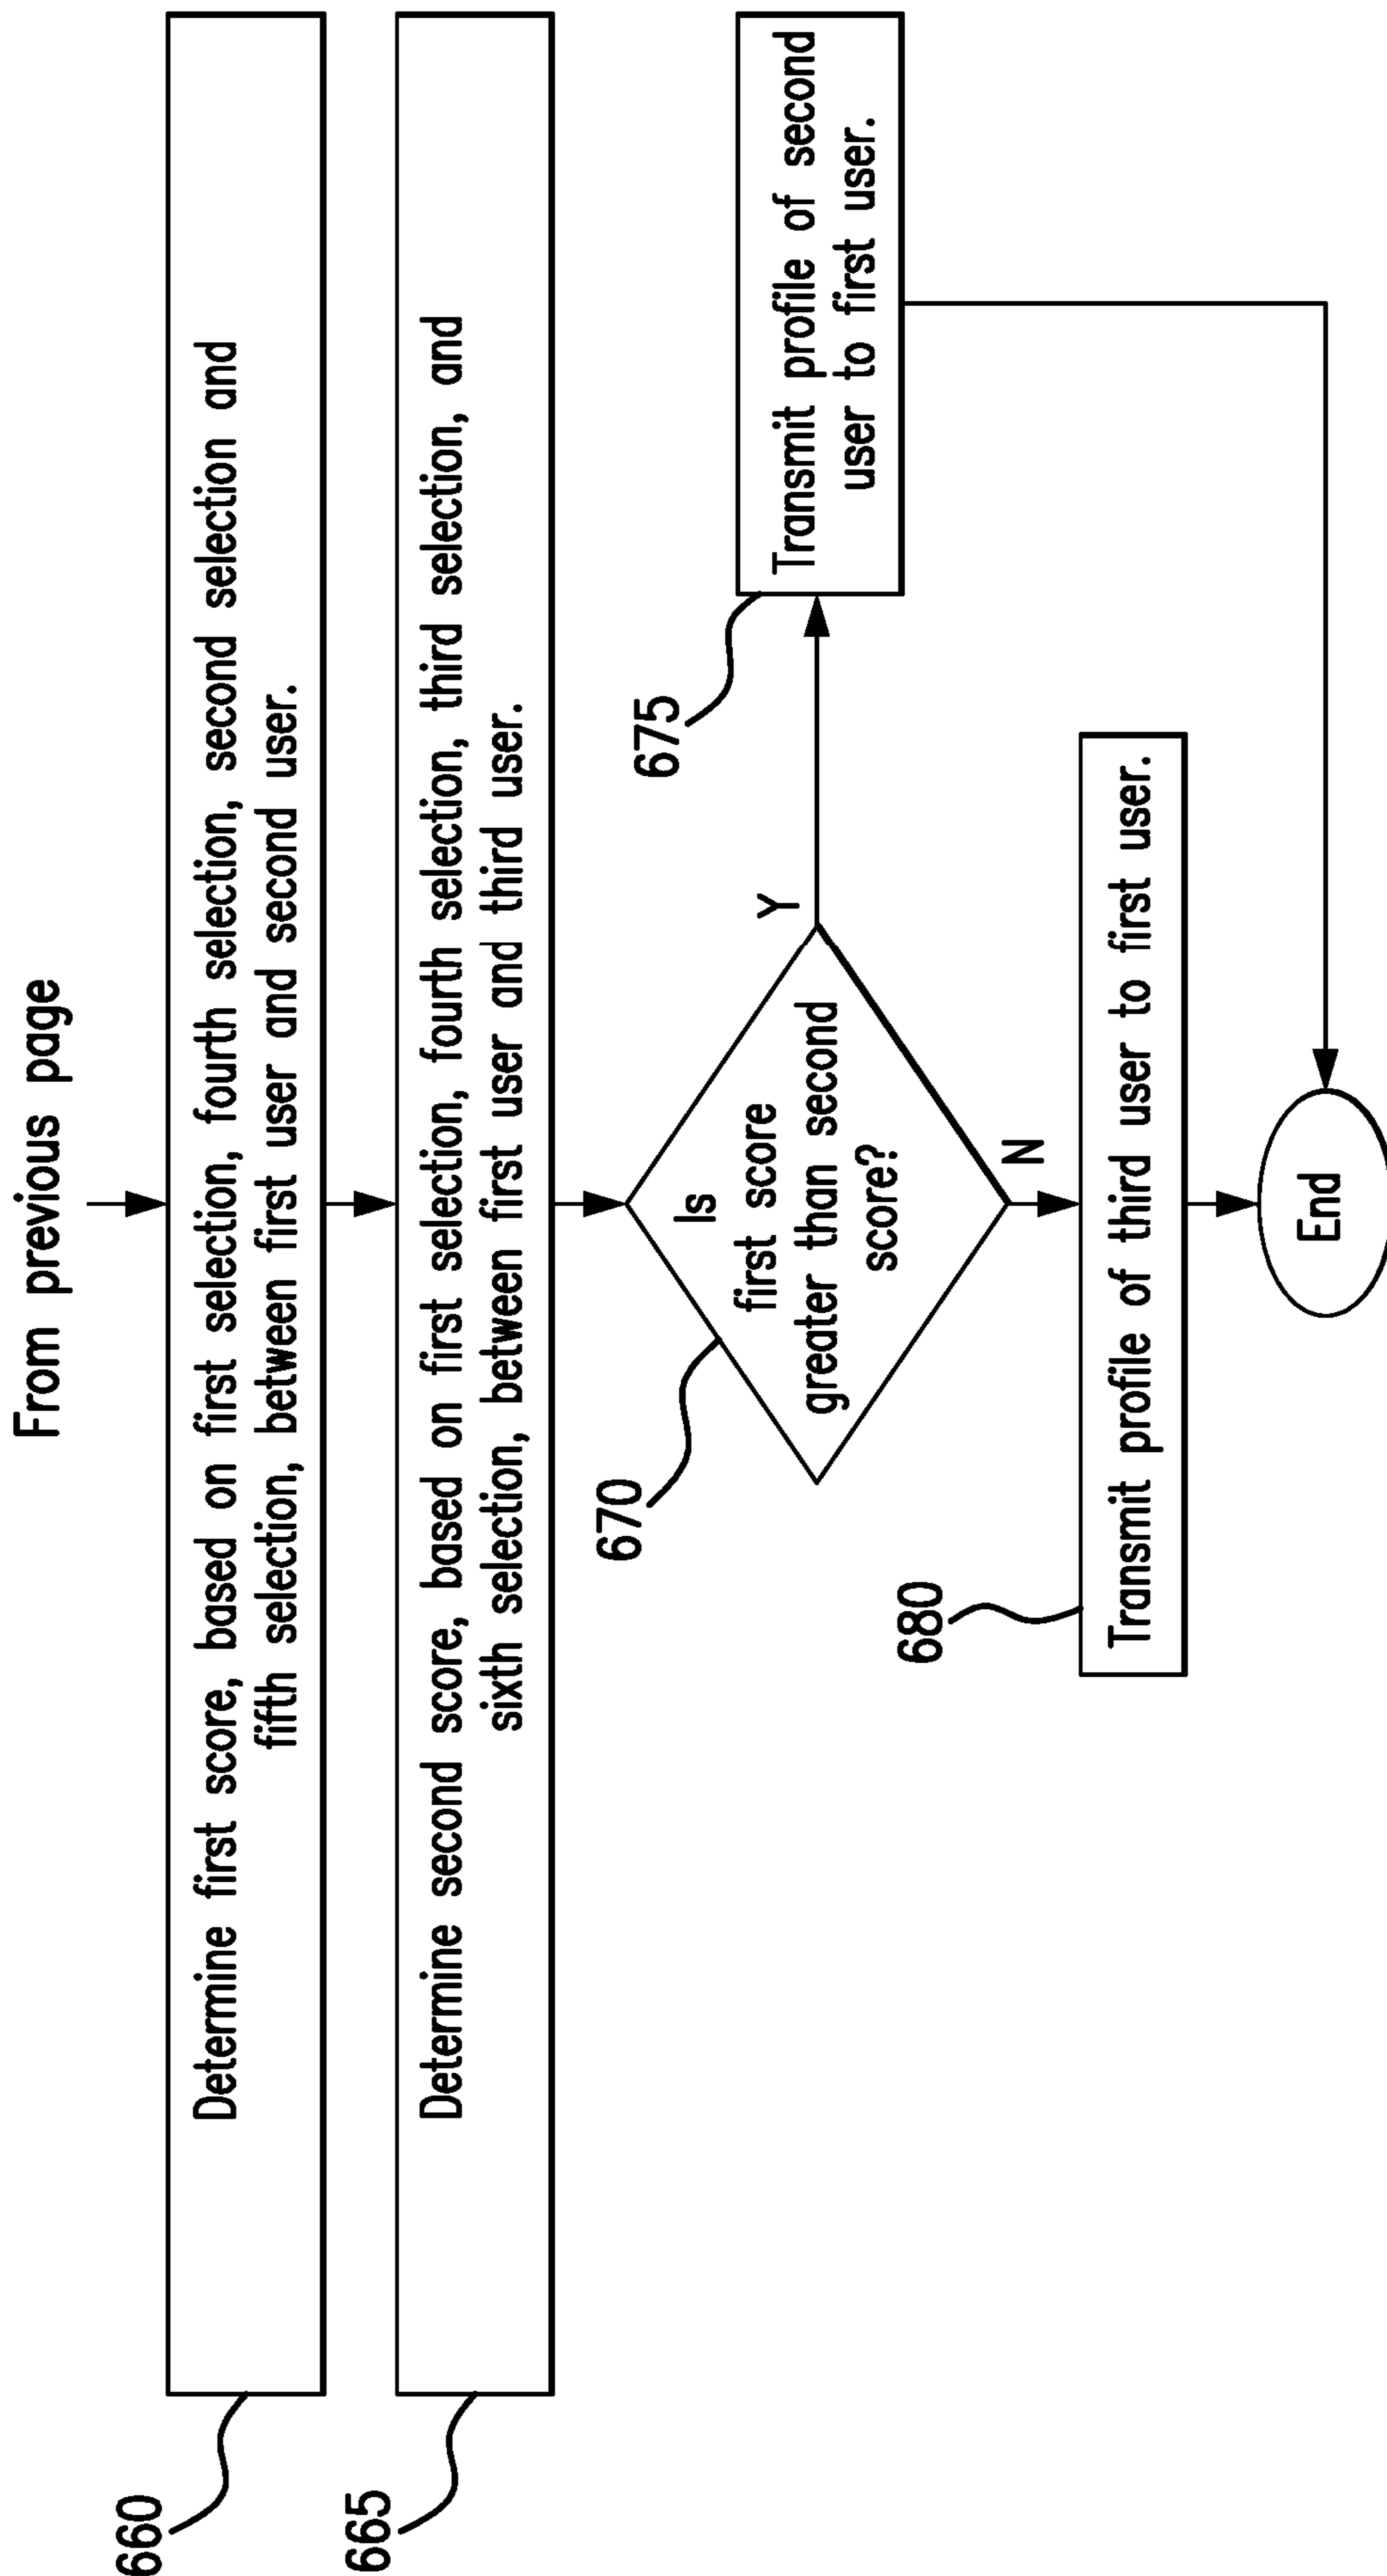 From previous page
660
Determine first score, based on first selection, fourth selection, second selection and
fifth selection, between first user and second user.
665
Determine second score, based on first selection, fourth selection, third selection, and
sixth selection, between first user and third user.
670
Is
first score
greater than second
score?
Y
675
Transmit profile of second
user to first user.
N
680
Transmit profile of third user to first user.
End